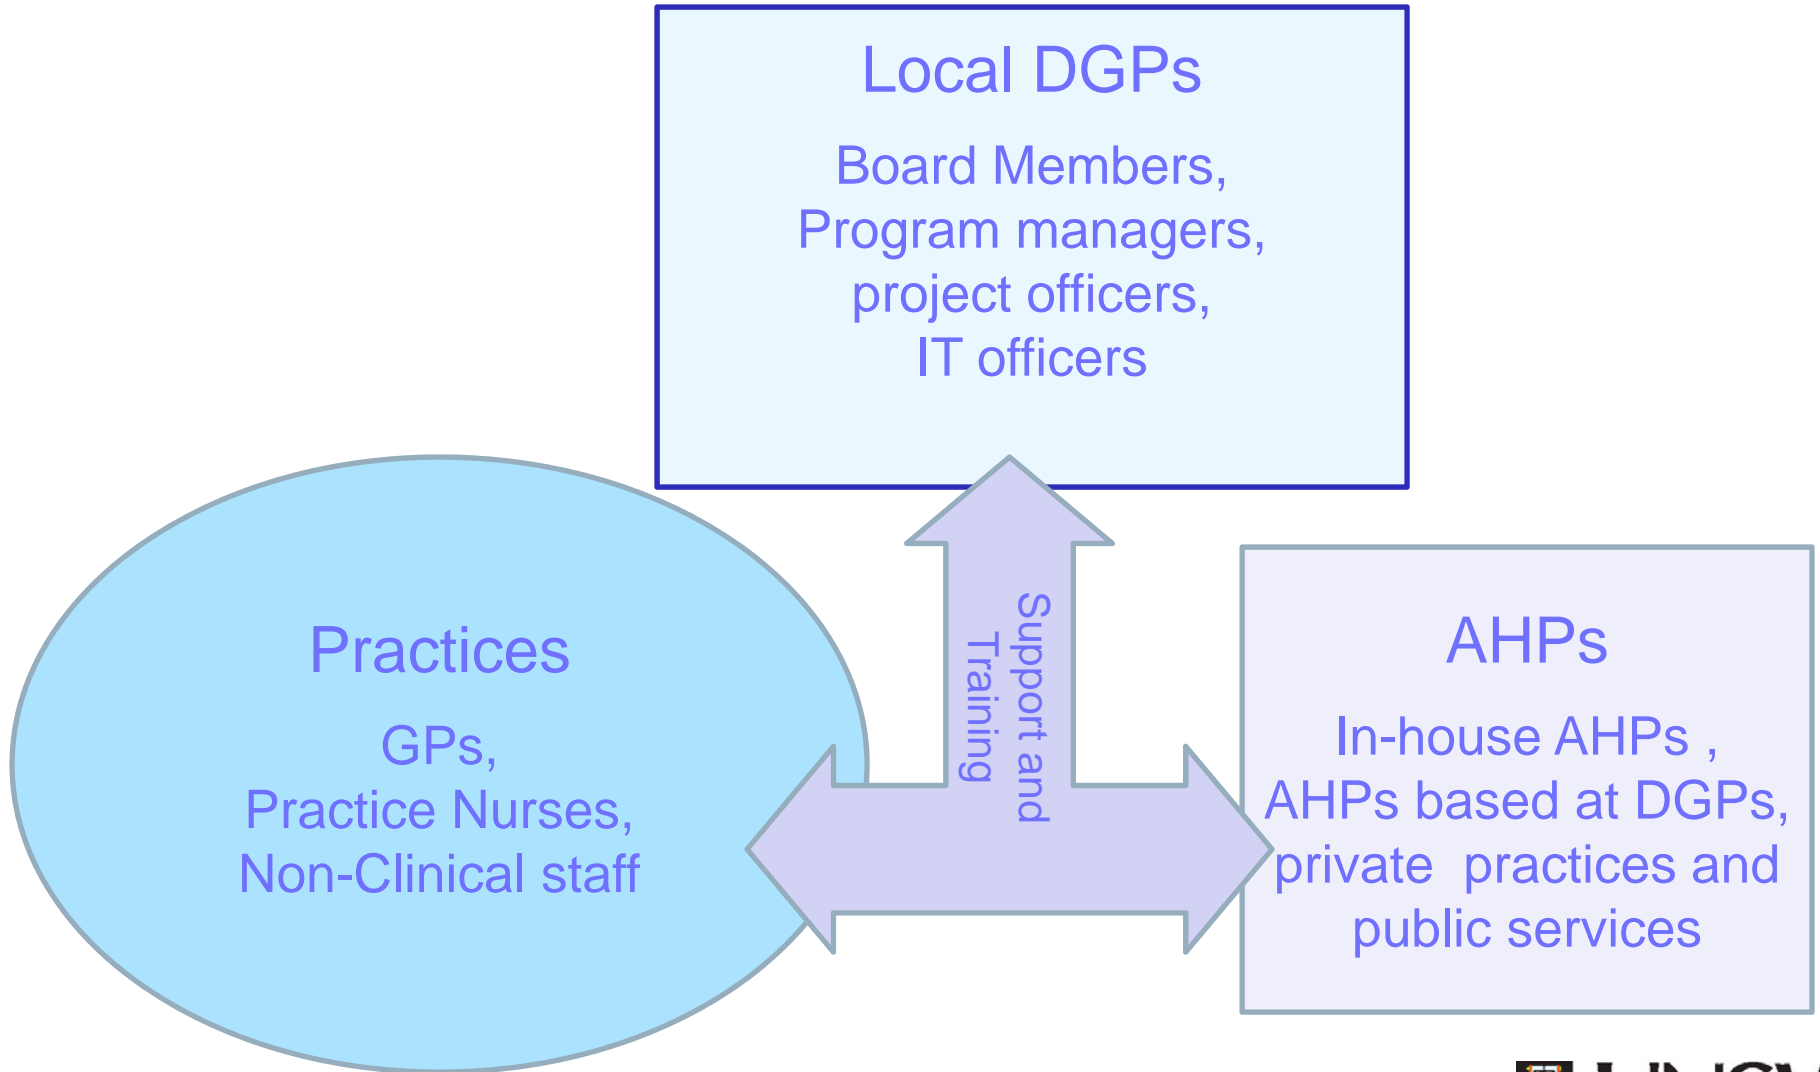 Local DGPs
Board Members,
Program managers,
project officers,
IT officers
Practices
GPs,
Practice Nurses,
Non-Clinical staff
Support and
Training
AHPs
In-house AHPs ,
AHPs based at DGPs,
private  practices and
public services